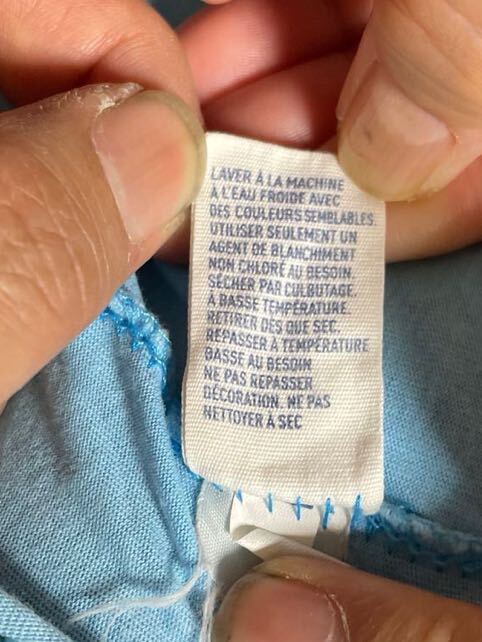 LAVER À LA MACHINE
À L'EAU FROIDE AVEC
DES COULEURS SEMBLABLES.
UTILISER SEULEMENT UN
AGENT DE BLANCHIMENT
NON CHLORÉ AU BESOIN.
SÉCHER PAR CULBUTAGE.
À BASSE TEMPÉRATURE.
RETIRER DÈS QUE SEC.
REPASSER À TEMPÉRATURE
BASSE AU BESOIN
NE PAS REPASSER
DÉCORATION. NE PAS
NETTOYER À SEC